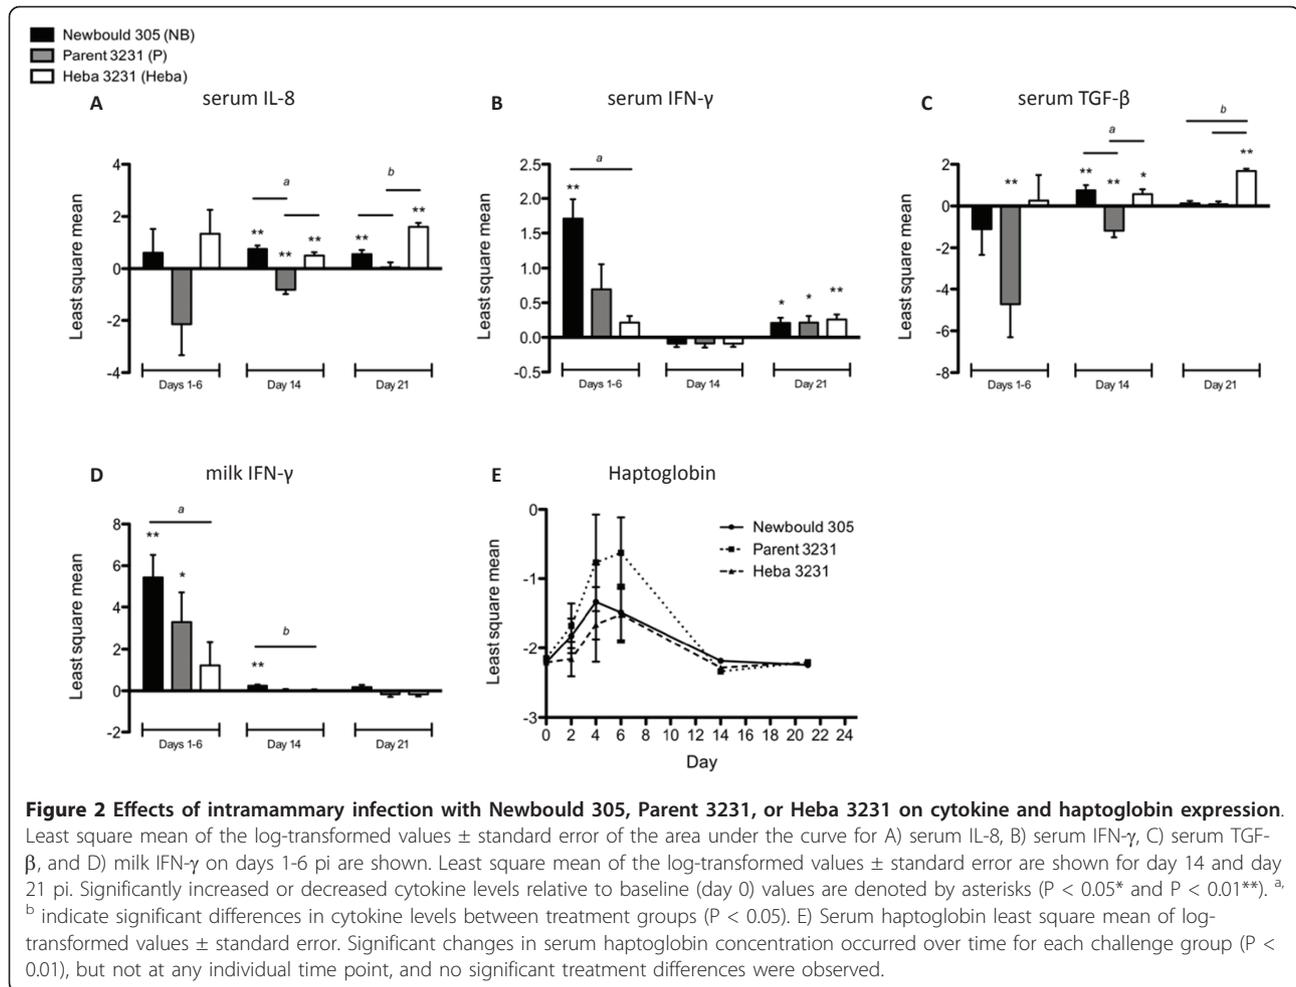 Newbould 305 (NB)
Parent 3231 (P)
Heba 3231 (Heba)
A
serum IL-8
B
serum IFN-γ
C
serum TGF-β
Least square mean
4
2
0
-2
-4
a
b
**
**
**
**
**
Days 1-6
Day 14
Day 21
Least square mean
2.5
2.0
1.5
1.0
0.5
0.0
-0.5
a
**
*
*
**
Days 1-6
Day 14
Day 21
Least square mean
2
0
-2
-4
-6
-8
a
b
**
**
**
*
**
Days 1-6
Day 14
Day 21
D
milk IFN-γ
E
Haptoglobin
Least square mean
8
6
4
2
0
-2
a
b
**
*
**
Days 1-6
Day 14
Day 21
Least square mean
0
-1
-2
-3
Newbould 305
Parent 3231
Heba 3231
0 2 4 6 8 10 12 14 16 18 20 22 24
Day
Figure 2 Effects of intramammary infection with Newbould 305, Parent 3231, or Heba 3231 on cytokine and haptoglobin expression.
Least square mean of the log-transformed values ± standard error of the area under the curve for A) serum IL-8, B) serum IFN-γ, C) serum TGF-
β, and D) milk IFN-γ on days 1-6 pi are shown. Least square mean of the log-transformed values ± standard error are shown for day 14 and day
21 pi. Significantly increased or decreased cytokine levels relative to baseline (day 0) values are denoted by asterisks (P < 0.05* and P < 0.01**). a,
b indicate significant differences in cytokine levels between treatment groups (P < 0.05). E) Serum haptoglobin least square mean of log-
transformed values ± standard error. Significant changes in serum haptoglobin concentration occurred over time for each challenge group (P <
0.01), but not at any individual time point, and no significant treatment differences were observed.